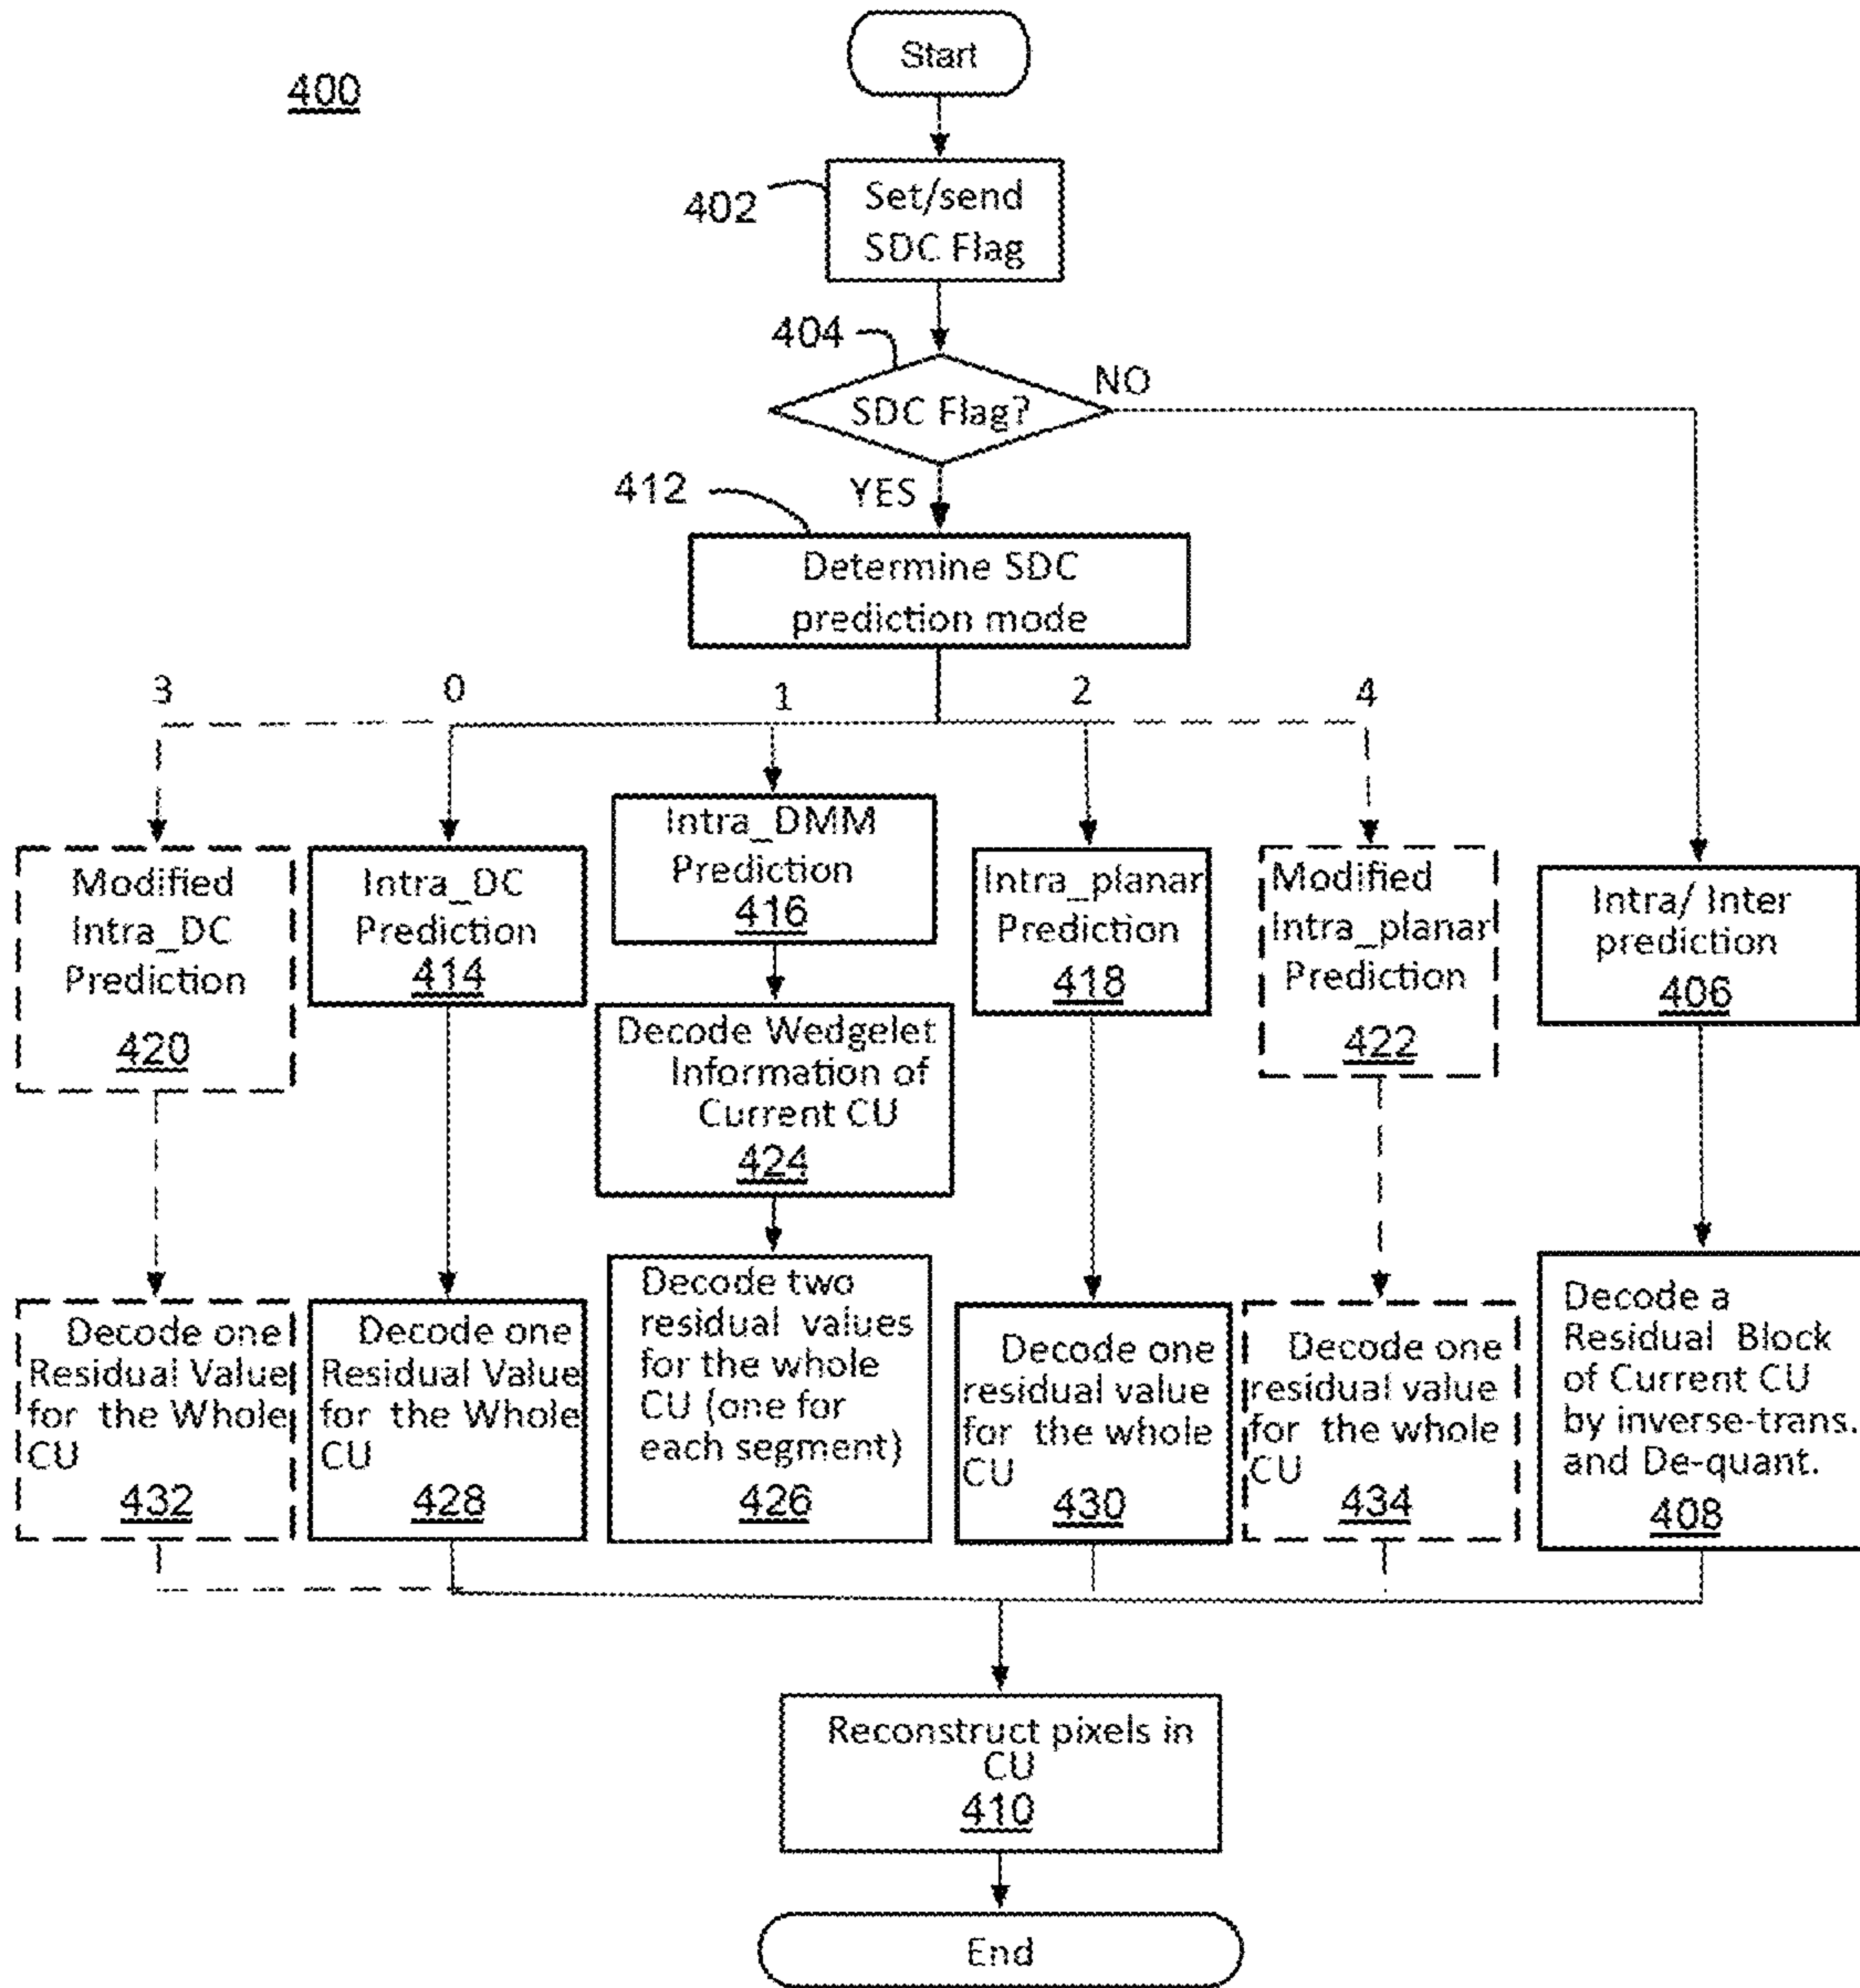 400
Start
402
Set/send
SDC Flag
404
SDC Flag?
NO
YES
412
Determine SDC
prediction mode
3
0
1
2
4
Modified
Intra_DC
Prediction
420
Intra_DC
Prediction
414
Intra_DMM
Prediction
416
Intra_planar
Prediction
418
Modified
Intra_planar
Prediction
422
Intra/ Inter
prediction
406
Decode Wedgelet
Information of
Current CU
424
Decode one
Residual Value
for the Whole
CU
432
Decode one
Residual Value
for the Whole
CU
428
Decode two
residual values
for the whole
CU (one for
each segment)
426
Decode one
residual value
for the whole
CU
430
Decode one
residual value
for the whole
CU
434
Decode a
Residual Block
of Current CU
by inverse-trans.
and De-quant.
408
Reconstruct pixels in
CU
410
End